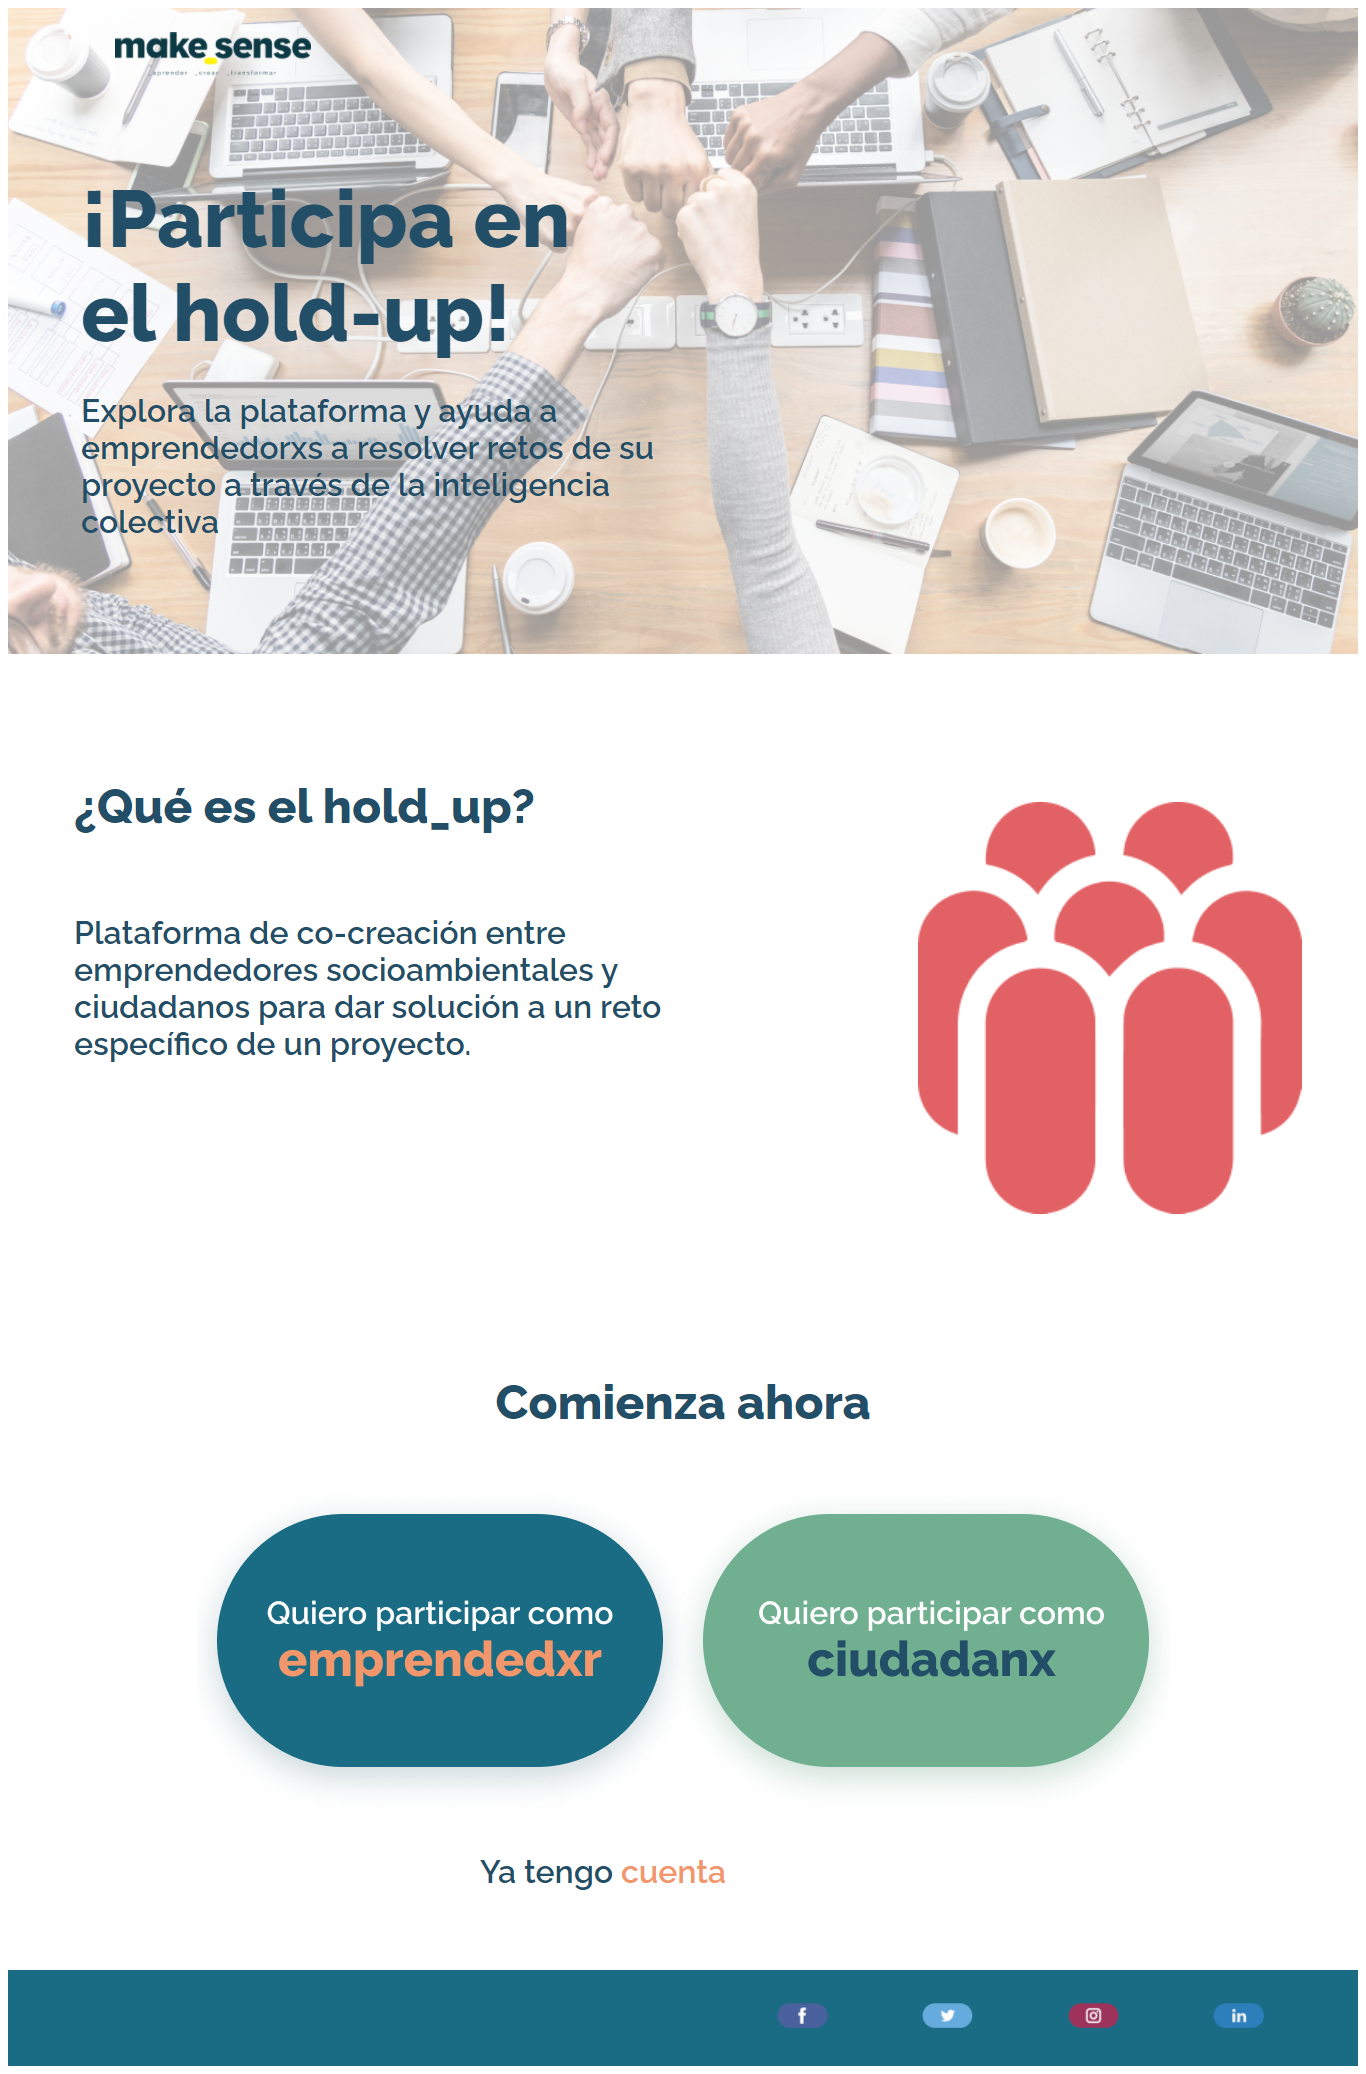 make_sense
_aprender _crear _transformar
¡Participa en
el hold-up!
Explora la plataforma y ayuda a
emprendedorxs a resolver retos de su
proyecto a través de la inteligencia
colectiva
¿Qué es el hold_up?
Plataforma de co-creación entre
emprendedores socioambientales y
ciudadanos para dar solución a un reto
específico de un proyecto.
Comienza ahora
Quiero participar como
emprendedxr
Quiero participar como
ciudadanx
Ya tengo cuenta